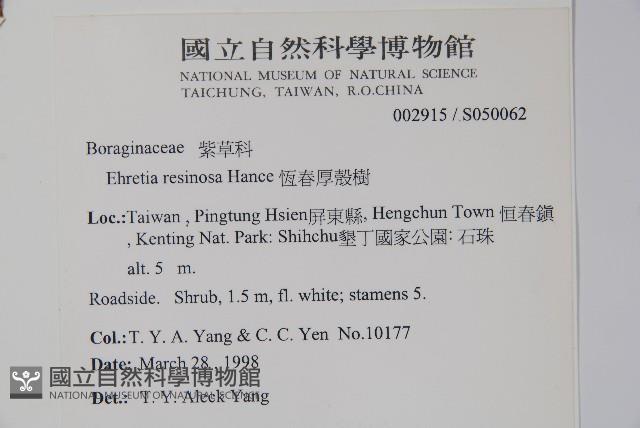 國立自然科學博物館
NATIONAL MUSEUM OF NATURAL SCIENCE
TAICHUNG, TAIWAN, R.O.CHINA
002915 /.S050062
Boraginaceae 紫草科
Ehretia resinosa Hance 恆春厚殼樹
Loc.:Taiwan , Pingtung Hsien屏東縣, Hengchun Town 恒春鎮
, Kenting Nat. Park: Shihchu墾丁國家公園: 石珠
alt. 5 m.
Roadside. Shrub, 1.5 m, fl. white; stamens 5.
Col.:T. Y. A. Yang & C. C. Yen No.10177
Date: March 28, 1998
國立自然科學博物館
NATIONAL MUSEUM OF NATURAL SCIENCE
Det.: T. Y. Aleck Yang